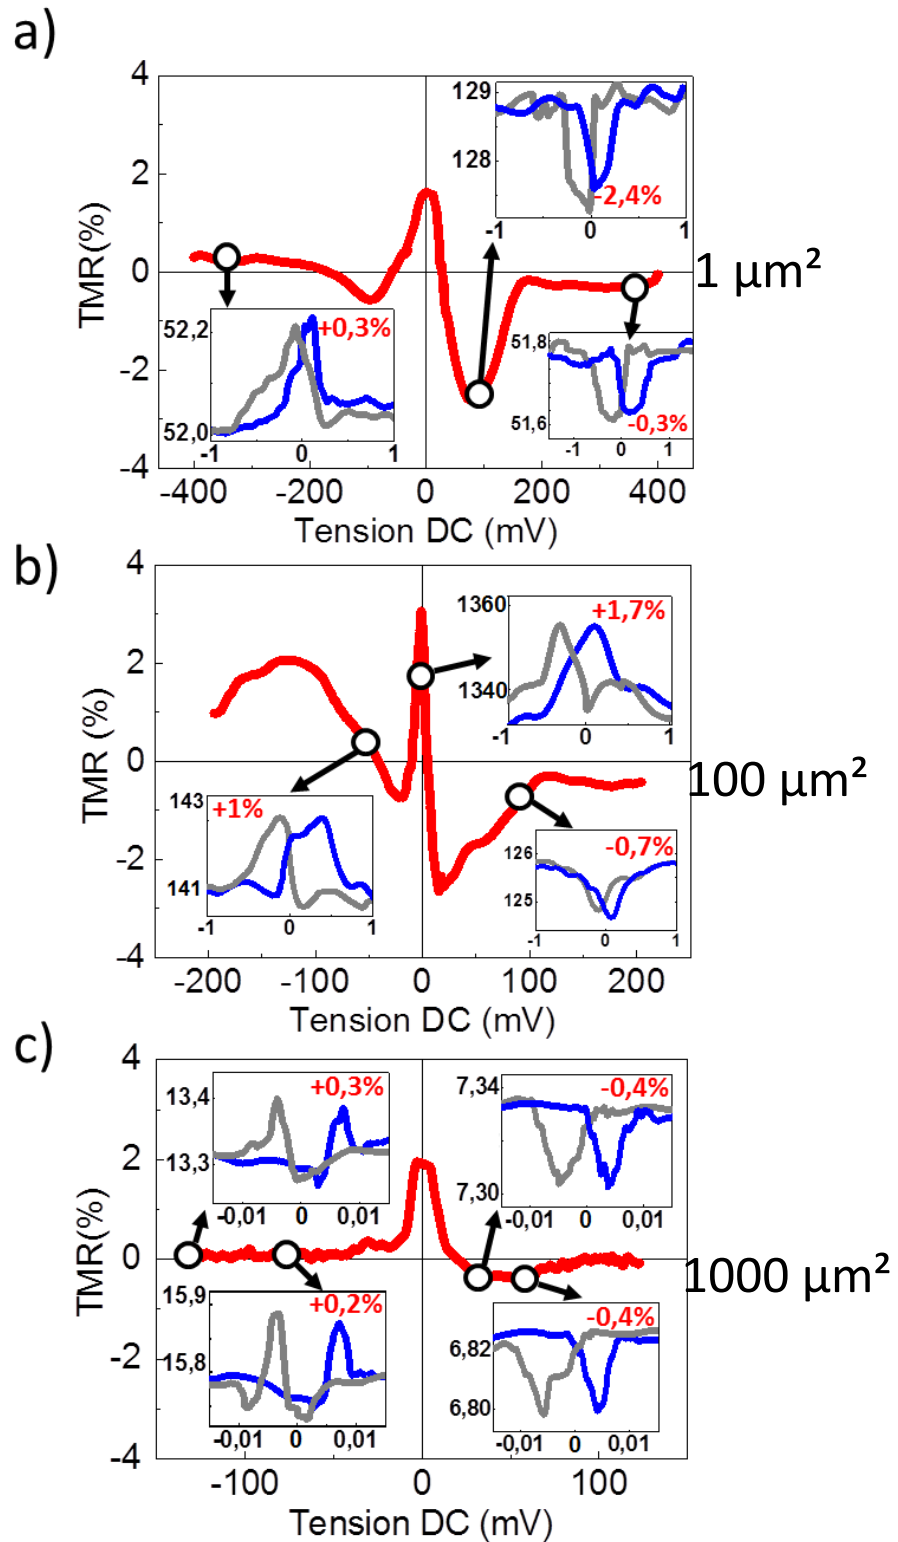 a)
4
2
0
-2
-4
TMR(%)
-400 -200 0 200 400
Tension DC (mV)
129
128
-2,4%
-1 0 1
52,2
52,0
+0,3%
-1 0 1
51,8
51,6
-0,3%
-1 0 1
1 µm²
b)
4
2
0
-2
-4
TMR (%)
-200 -100 0 100 200
Tension DC (mV)
1360
1340
+1,7%
-1 0 1
143
141
+1%
-1 0 1
126
125
-0,7%
-1 0 1
100 µm²
c)
4
2
0
-2
-4
TMR(%)
-100 0 100
Tension DC (mV)
13,4
13,3
+0,3%
-0,01 0 0,01
7,34
7,30
-0,4%
-0,01 0 0,01
15,9
15,8
+0,2%
-0,01 0 0,01
6,82
6,80
-0,4%
-0,01 0 0,01
1000 µm²